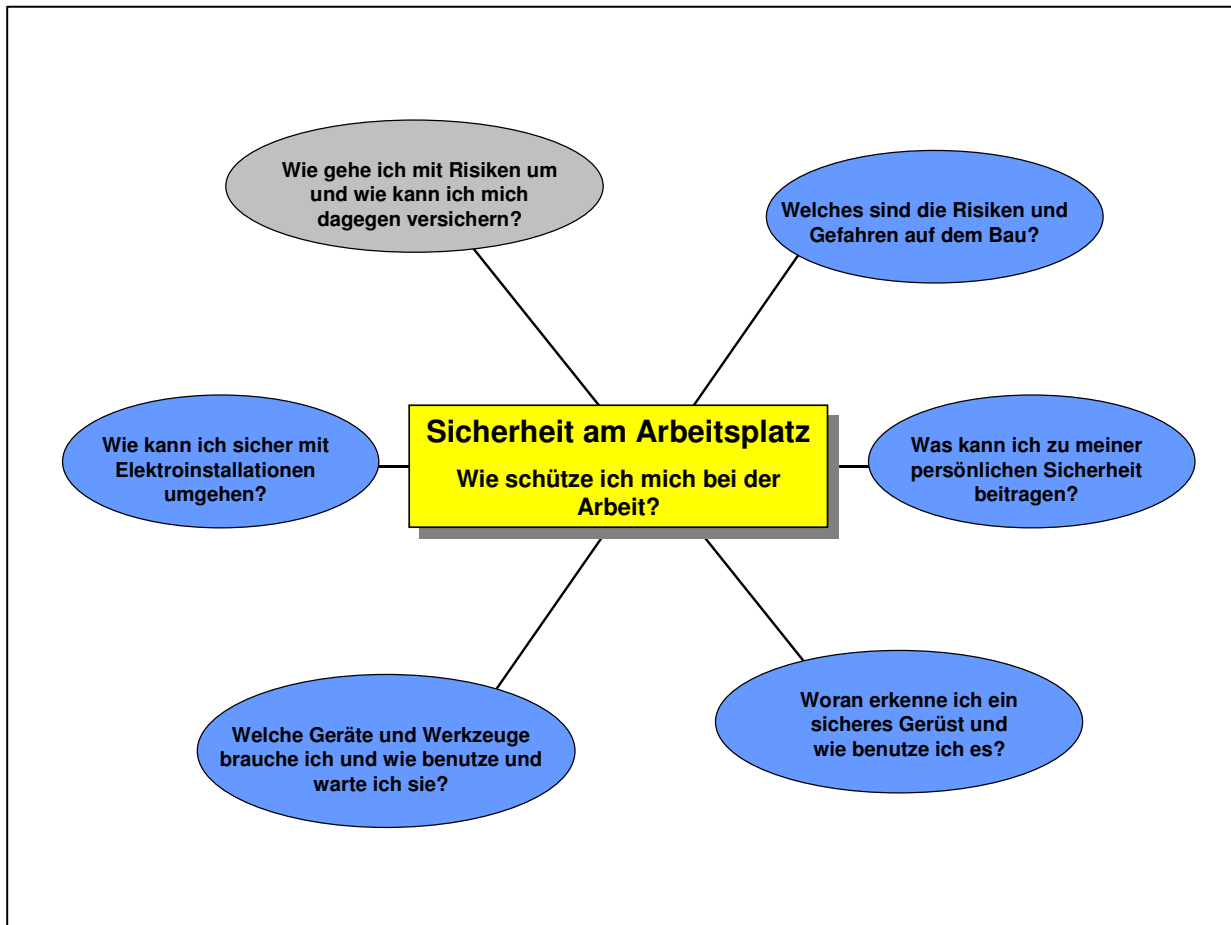 Wie gehe ich mit Risiken um
und wie kann ich mich
dagegen versichern?
Welches sind die Risiken und
Gefahren auf dem Bau?
Sicherheit am Arbeitsplatz
Wie schütze ich mich bei der
Arbeit?
Wie kann ich sicher mit
Elektroinstallationen
umgehen?
Was kann ich zu meiner
persönlichen Sicherheit
beitragen?
Welche Geräte und Werkzeuge
brauche ich und wie benutze und
warte ich sie?
Woran erkenne ich ein
sicheres Gerüst und
wie benutze ich es?